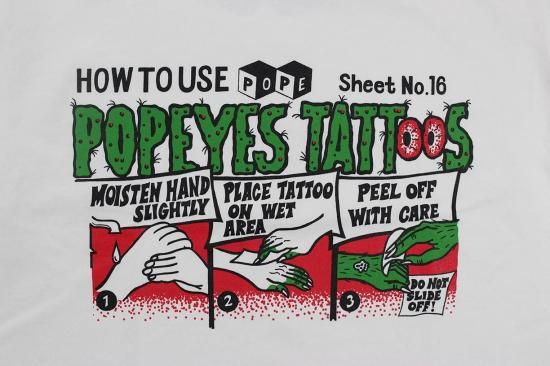 HOW TO USE POPE Sheet No.16
POPEYES TATTOOS
MOISTEN HAND
SLIGHTLY
PLACE TATTOO
ON WET
AREA
PEEL OFF
WITH CARE
1
2
3
DO NOT
SLIDE
OFF!